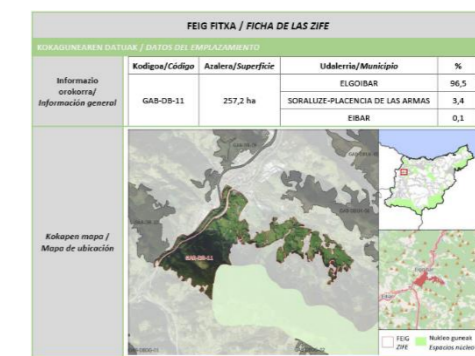 FEIG FITXA / FICHA DE LAS ZIFE
KOKAGUNEAREN DATUAK / DATOS DEL EMPLAZAMIENTO
Informazio orokorra/ Información general
Kodigoa/Código Azalera/Superficie Udalerria/Municipio %
GAB-DB-11 257,2 ha ELGOIBAR 96,5
SORALUZE-PLACENCIA DE LAS ARMAS 3,4
EIBAR 0,1
Kokapen mapa /
Mapa de ubicación
GAB-DB-11
FEIG
ZIFE
Nukleo guneak
Espacios núcleo